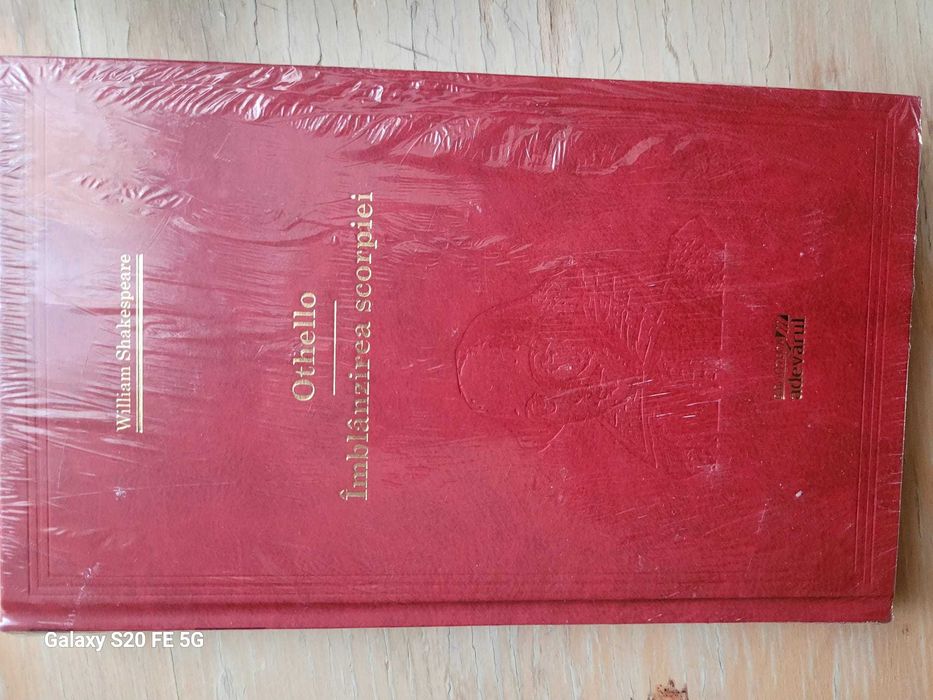 William Shakespeare
Othello
Îmblânzirea scorpiei
adevărul
Galaxy S20 FE 5G